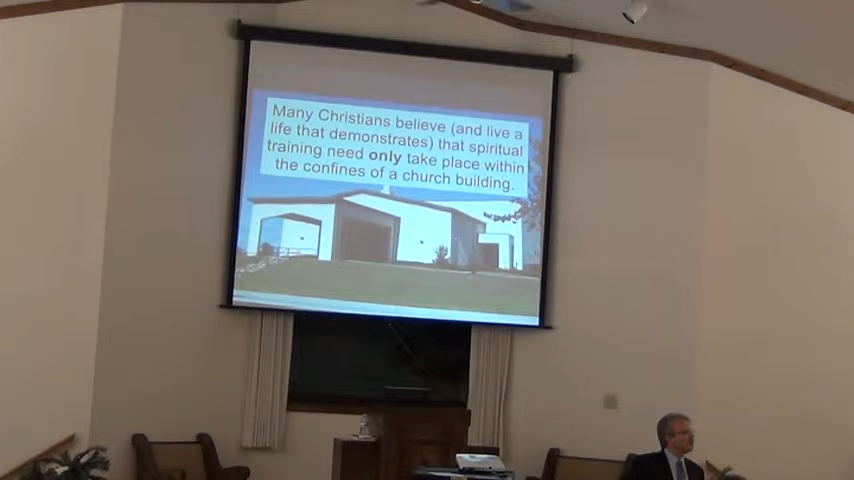 Many Christians believe (and live a
life that demonstrates) that spiritual
training need only take place within
the confines of a church building.